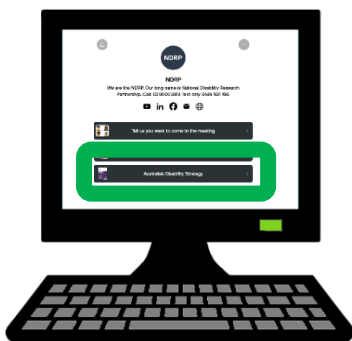 NDRP
NDRP
We are the NDRP. Our long name is National Disability Research
Partnership. Call
Tell us you want to come to the meeting
Australia's Disability Strategy